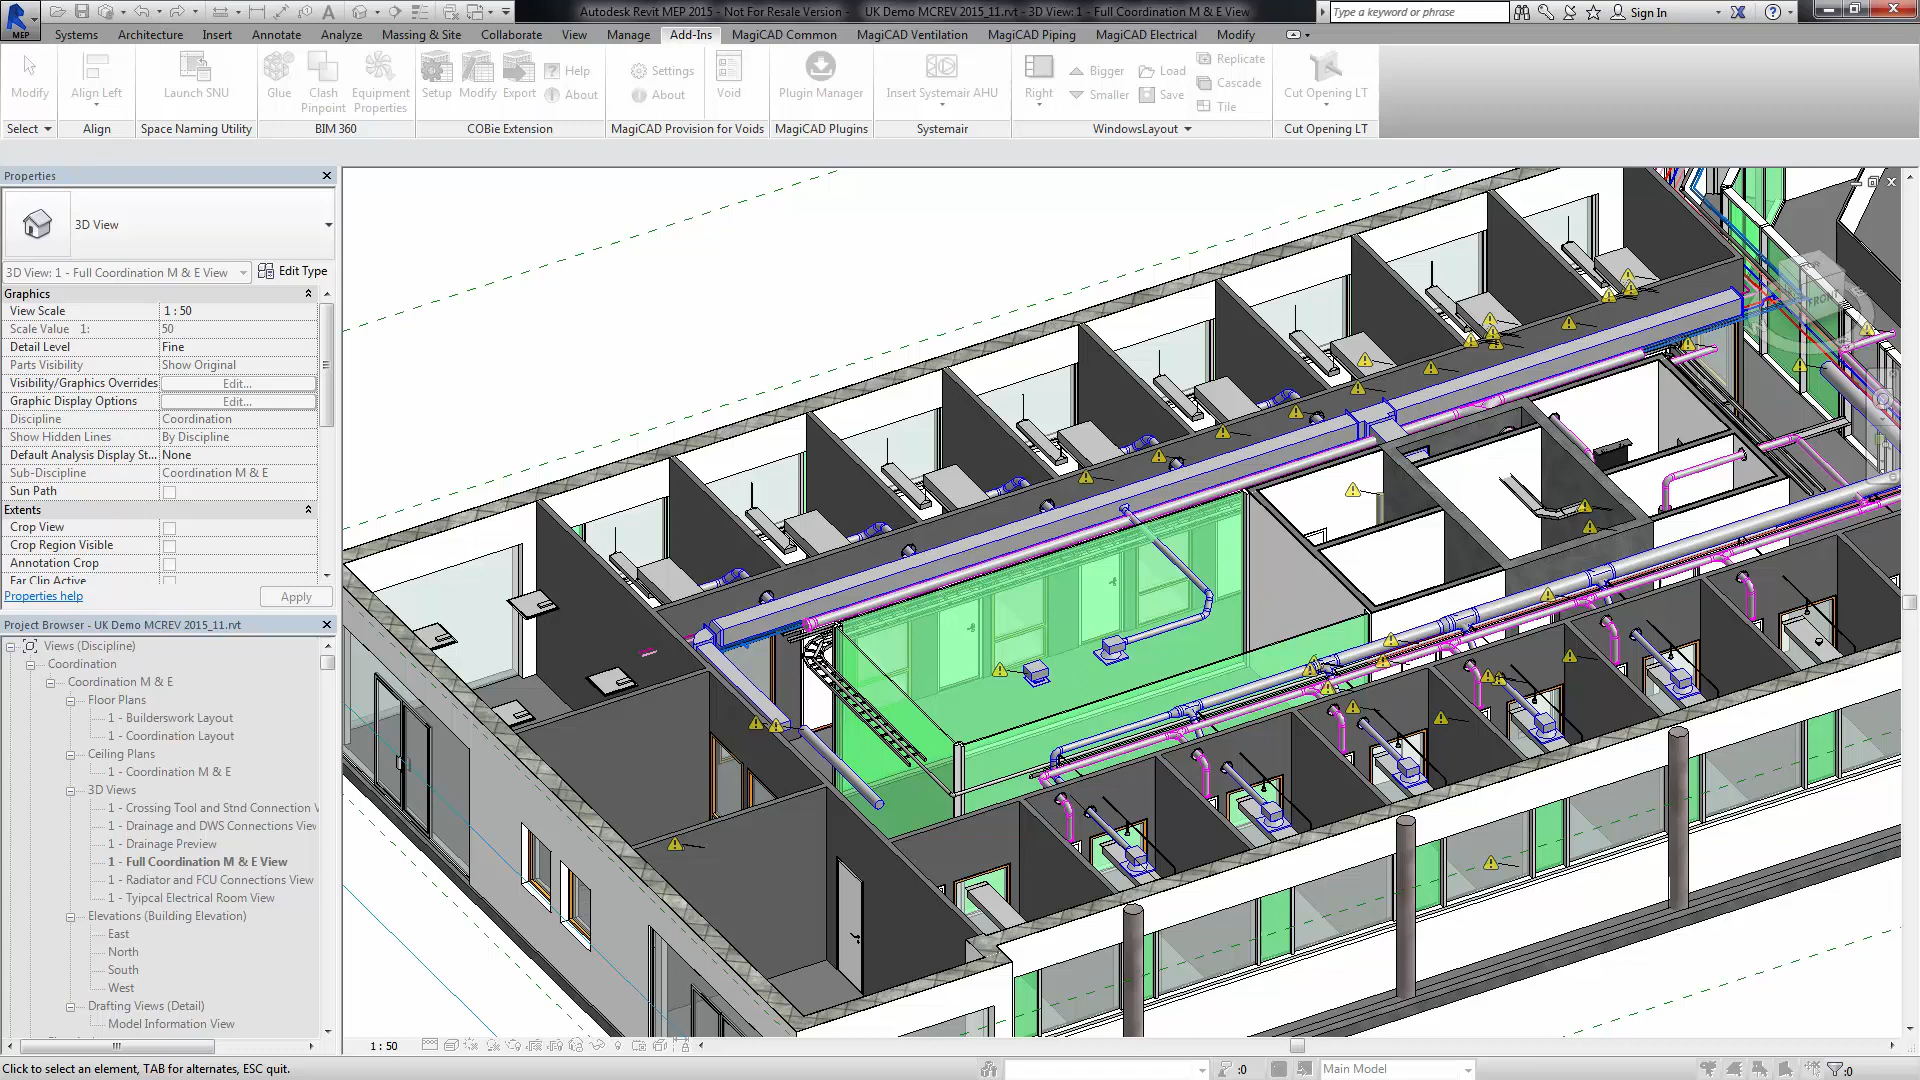 Autodesk Revit MEP 2015 - Not For Resale Version - UK Demo MCREV 2015_11.rvt - 3D View: 1 - Full Coordination M & E View
Type a keyword or phrase
Sign In
MEP
Systems Architecture Insert Annotate Analyze Massing & Site Collaborate View Manage Add-Ins MagiCAD Common MagiCAD Ventilation MagiCAD Piping MagiCAD Electrical Modify
Modify
Align Left
Launch SNU
Glue
Clash Pinpoint
Equipment Properties
Setup Modify Export
Help
About
Settings
About
Void
Plugin Manager
Insert Systemair AHU
Right
Bigger
Smaller
Load
Save
Replicate
Cascade
Tile
Cut Opening LT
Select Align Space Naming Utility BIM 360 COBie Extension MagiCAD Provision for Voids MagiCAD Plugins Systemair WindowsLayout Cut Opening LT
Properties
3D View
3D View: 1 - Full Coordination M & E View
Edit Type
Graphics
View Scale 1 : 50
Scale Value 1: 50
Detail Level Fine
Parts Visibility Show Original
Visibility/Graphics Overrides Edit...
Graphic Display Options Edit...
Discipline Coordination
Show Hidden Lines By Discipline
Default Analysis Display St... None
Sub-Discipline Coordination M & E
Sun Path
Extents
Crop View
Crop Region Visible
Annotation Crop
Far Clip Active
Properties help
Apply
Project Browser - UK Demo MCREV 2015_11.rvt
Views (Discipline)
Coordination
Coordination M & E
Floor Plans
1 - Builderswork Layout
1 - Coordination Layout
Ceiling Plans
1 - Coordination M & E
3D Views
1 - Crossing Tool and Stnd Connection V
1 - Drainage and DWS Connections View
1 - Drainage Preview
1 - Full Coordination M & E View
1 - Radiator and FCU Connections View
1 - Tyipcal Electrical Room View
Elevations (Building Elevation)
East
North
South
West
Drafting Views (Detail)
Model Information View
FRONT
1 : 50
Click to select an element, TAB for alternates, ESC quit.
:0
Main Model
:0